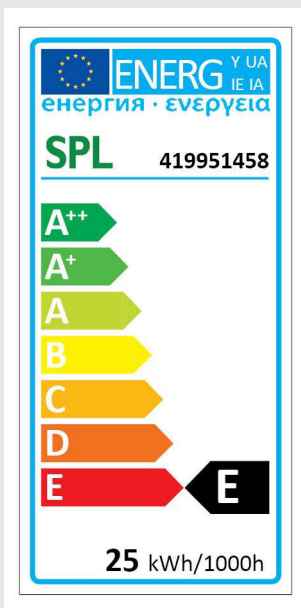 ENERG Y UA
IE IA
енергия · ενεργεια
SPL 419951458
A++
A+
A
B
C
D
E E
25 kWh/1000h